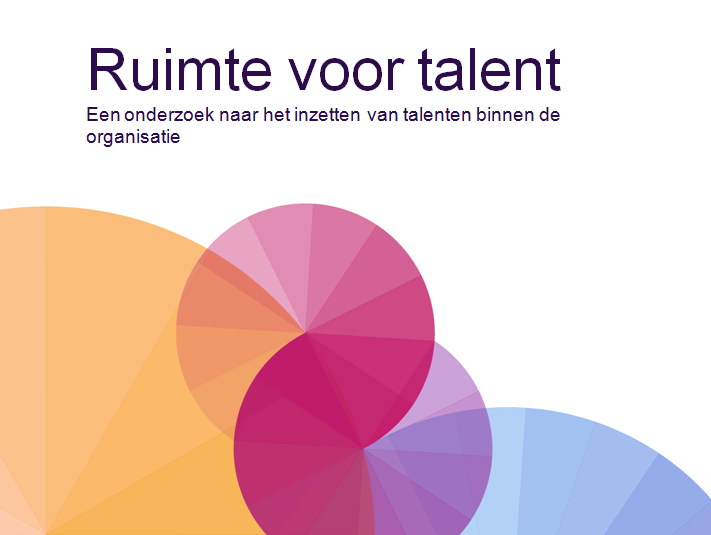 Ruimte voor talent
Een onderzoek naar het inzetten van talenten binnen de
organisatie